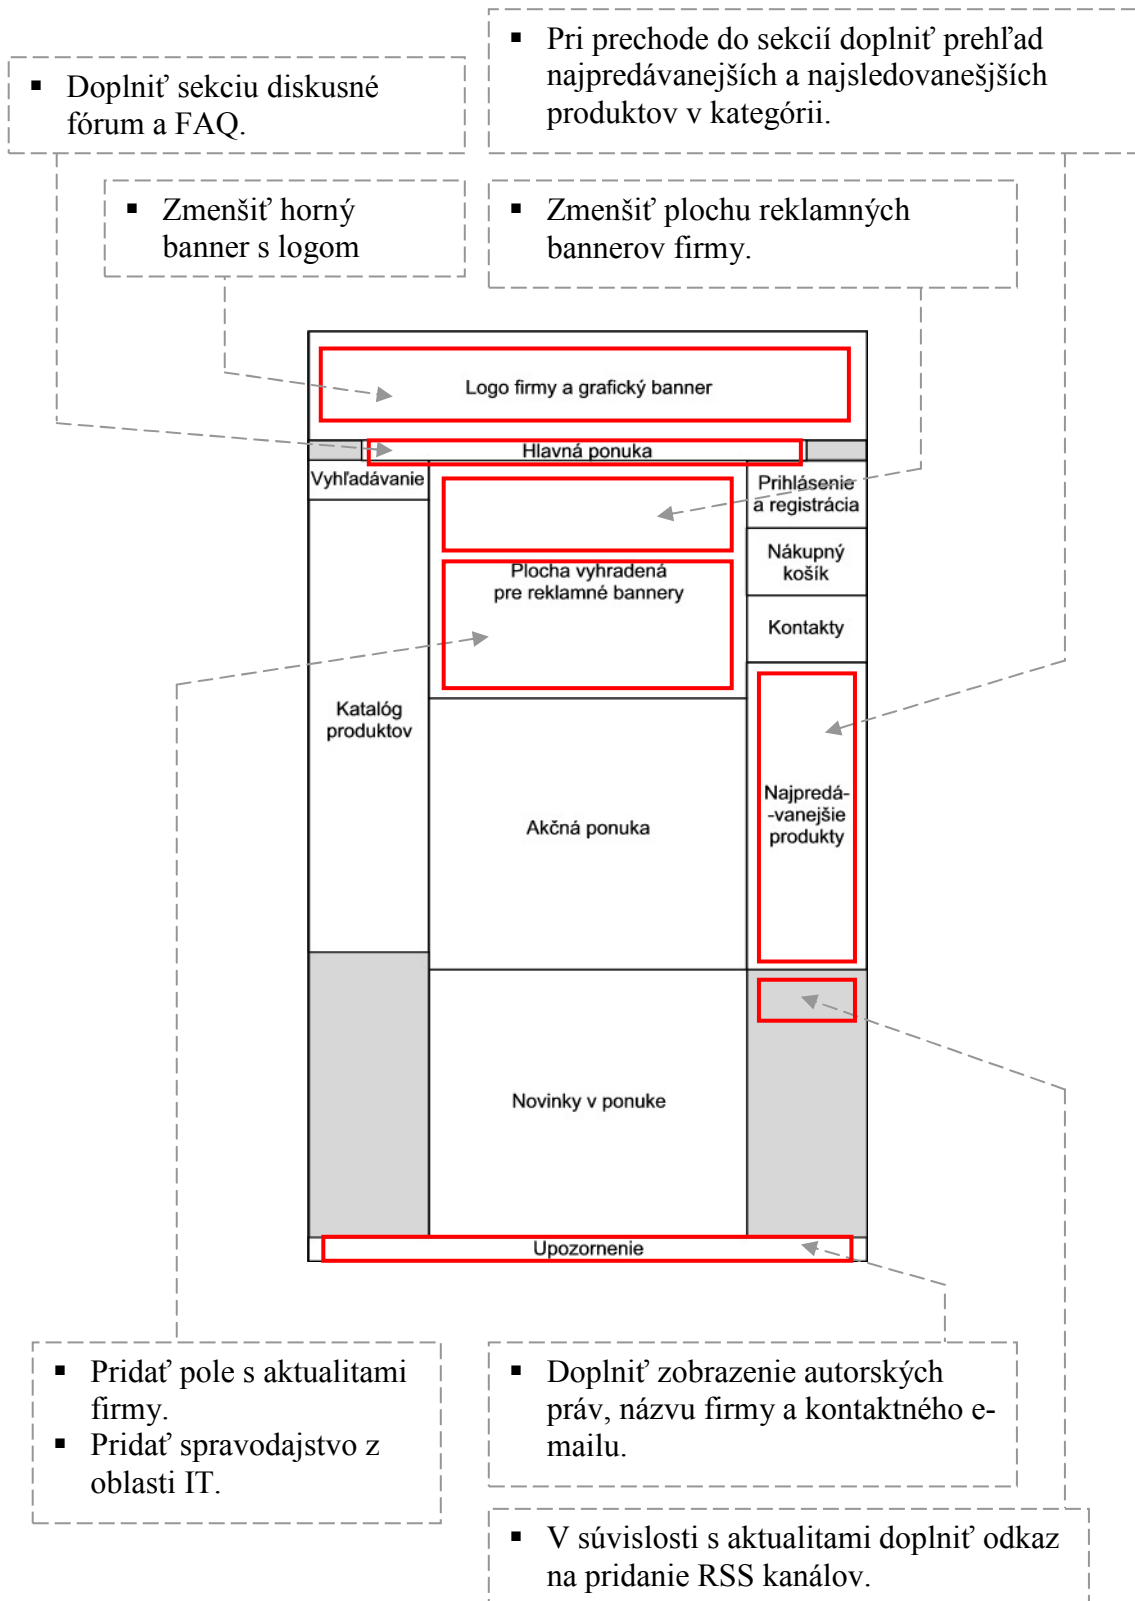 ▪ Pri prechode do sekcií doplniť prehľad
najpredávanejších a najsledovanešjších
produktov v kategórii.
▪ Doplniť sekciu diskusné
fórum a FAQ.
▪ Zmenšiť horný
banner s logom
▪ Zmenšiť plochu reklamných
bannerov firmy.
Logo firmy a grafický banner
Hlavná ponuka
Vyhľadávanie
Prihlásenie
a registrácia
Nákupný
košík
Plocha vyhradená
pre reklamné bannery
Kontakty
Katalóg
produktov
Najpredá-
-vanejšie
produkty
Akčná ponuka
Novinky v ponuke
Upozornenie
▪ Pridať pole s aktualitami
firmy.
▪ Pridať spravodajstvo z
oblasti IT.
▪ Doplniť zobrazenie autorských
práv, názvu firmy a kontaktného e-
mailu.
▪ V súvislosti s aktualitami doplniť odkaz
na pridanie RSS kanálov.